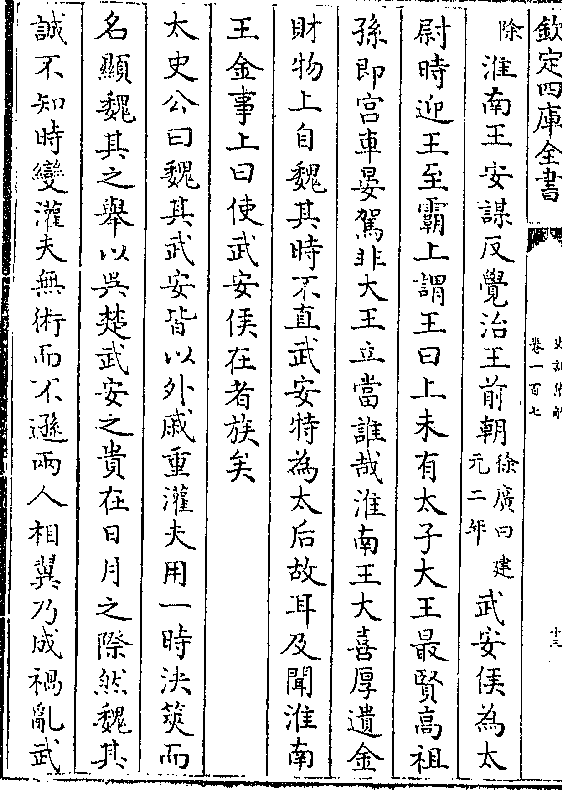 欽定四庫全書
卷一百七
十三
除
淮南王安謀反覺治王前朝徐廣曰建元二年武安侯為太
尉時迎王至霸上謂王曰上未有太子大王最賢高祖
孫即宮車晏駕非大王立當誰哉淮南王大喜厚遺金
財物上自魏其時不直武安特為太后故耳及聞淮南
王金事上曰使武安侯在者族矣
太史公曰魏其武安皆以外戚重灌夫用一時決筴而
名顯魏其之舉以吳楚武安之貴在日月之際然魏其
誠不知時變灌夫無術而不遜兩人相翼乃成禍亂武